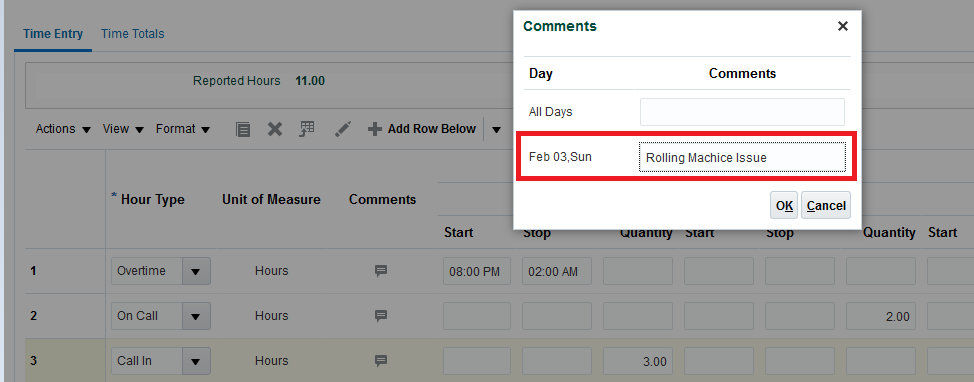 Time Entry Time Totals
Reported Hours 11.00
Actions View Format Add Row Below
* Hour Type Unit of Measure Comments
Start Stop Quantity Start Stop Quantity Start
1 Overtime Hours 08:00 PM 02:00 AM
2 On Call Hours 2.00
3 Call In Hours 3.00
Comments
Day Comments
All Days
Feb 03,Sun Rolling Machice Issue
OK Cancel